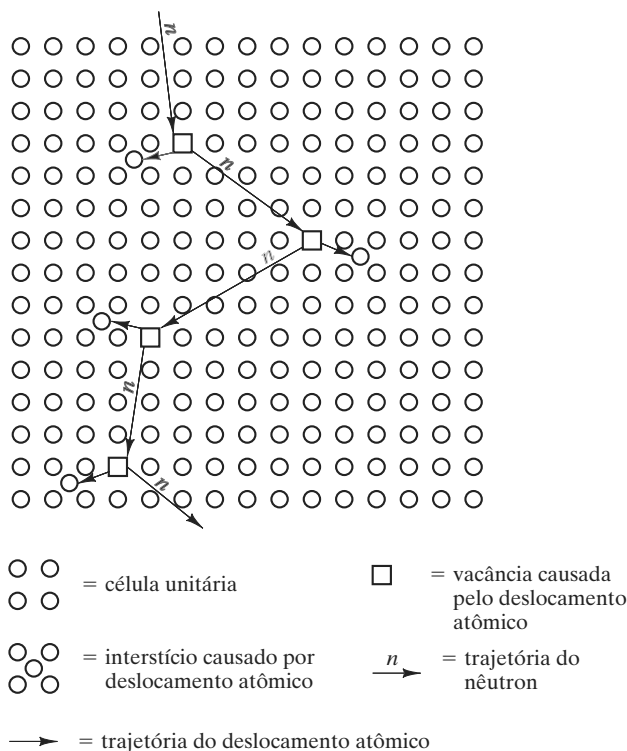 n
n
n
n
n
= célula unitária
= vacância causada
pelo deslocamento
atômico
= interstício causado por
deslocamento atômico
n
= trajetória do
nêutron
= trajetória do deslocamento atômico